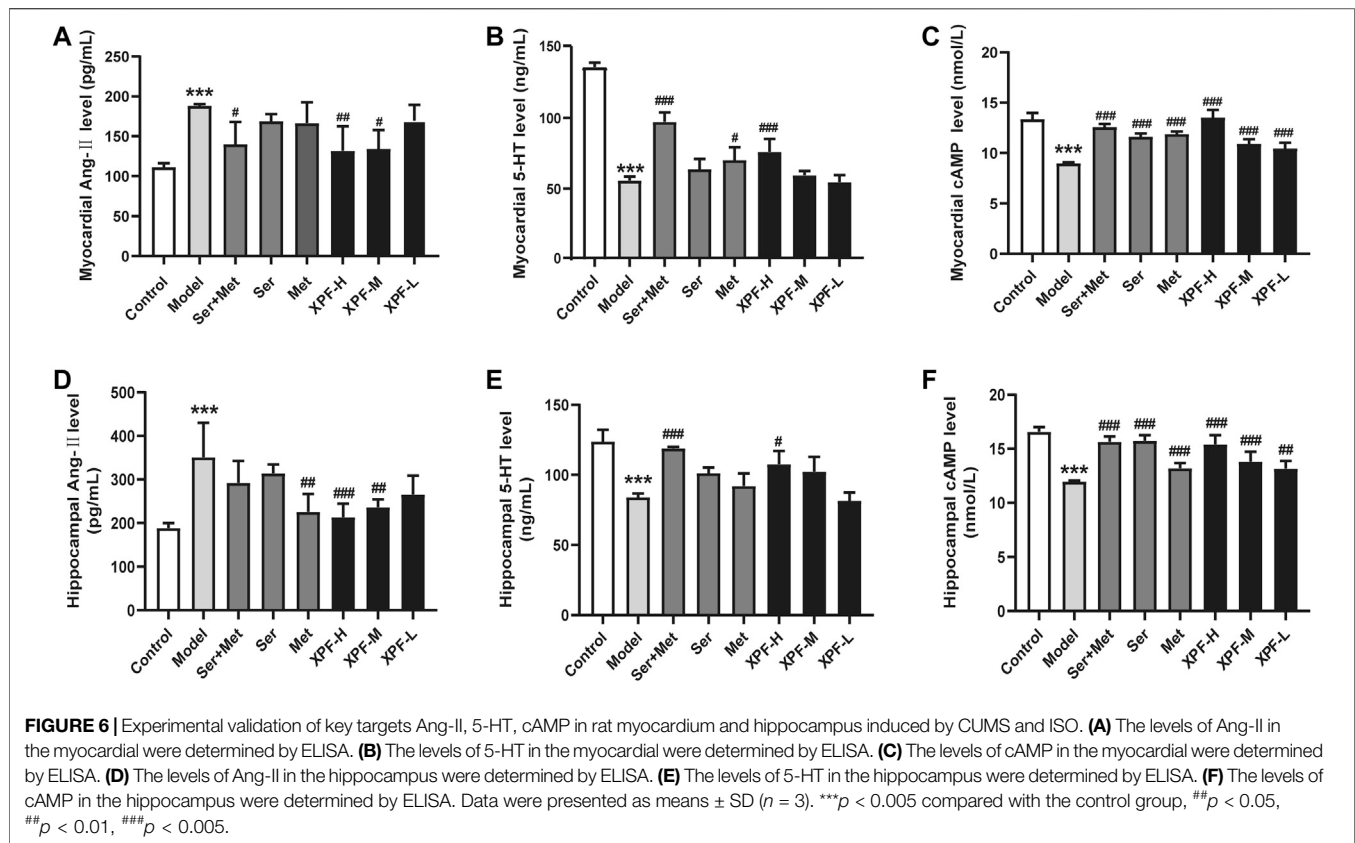 A
Myocardial Ang-II level (pg/mL)
250
200
150
100
50
0
***
#
##
#
Control
Model
Ser+Met
Ser
Met
XPF-H
XPF-M
XPF-L
B
Myocardial 5-HT level (ng/mL)
150
100
50
0
***
###
#
###
Control
Model
Ser+Met
Ser
Met
XPF-H
XPF-M
XPF-L
C
Myocardial cAMP level (nmol/L)
20
15
10
5
0
***
###
###
###
###
###
###
Control
Model
Ser+Met
Ser
Met
XPF-H
XPF-M
XPF-L
D
Hippocampal Ang-II level
(pg/mL)
500
400
300
200
100
0
***
##
###
##
Control
Model
Ser+Met
Ser
Met
XPF-H
XPF-M
XPF-L
E
Hippocampal 5-HT level
(ng/mL)
150
100
50
0
***
###
#
Control
Model
Ser+Met
Ser
Met
XPF-H
XPF-M
XPF-L
F
Hippocampal cAMP level
(nmol/L)
20
15
10
5
0
***
###
###
###
###
###
##
Control
Model
Ser+Met
Ser
Met
XPF-H
XPF-M
XPF-L
FIGURE 6 | Experimental validation of key targets Ang-II, 5-HT, cAMP in rat myocardium and hippocampus induced by CUMS and ISO. (A) The levels of Ang-II in
the myocardial were determined by ELISA. (B) The levels of 5-HT in the myocardial were determined by ELISA. (C) The levels of cAMP in the myocardial were determined
by ELISA. (D) The levels of Ang-II in the hippocampus were determined by ELISA. (E) The levels of 5-HT in the hippocampus were determined by ELISA. (F) The levels of
cAMP in the hippocampus were determined by ELISA. Data were presented as means ± SD (n = 3). ***p < 0.005 compared with the control group, ##p < 0.05,
##p < 0.01, ###p < 0.005.